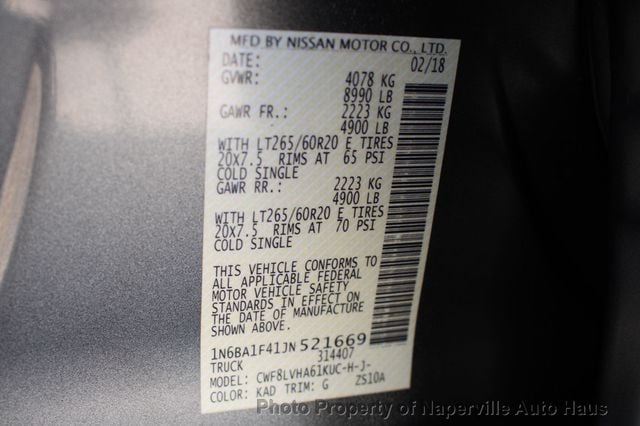 MFD BY NISSAN MOTOR CO., LTD.
DATE: 02/18
GVWR: 4078 KG
8990 LB
GAWR FR.: 2223 KG
4900 LB
WITH LT265/60R20 E TIRES
20x7.5 RIMS AT 65 PSI
COLD SINGLE
GAWR RR.: 2223 KG
4900 LB
WITH LT265/60R20 E TIRES
20x7.5 RIMS AT 70 PSI
COLD SINGLE
THIS VEHICLE CONFORMS TO
ALL APPLICABLE FEDERAL
MOTOR VEHICLE SAFETY
STANDARDS IN EFFECT ON
THE DATE OF MANUFACTURE
SHOWN ABOVE.
1N6BA1F41JN521669
TRUCK 314407
MODEL: CWF8LVHA61KUC-H-J-
COLOR: KAD TRIM: G ZS10A
Photo Property of Naperville Auto Haus